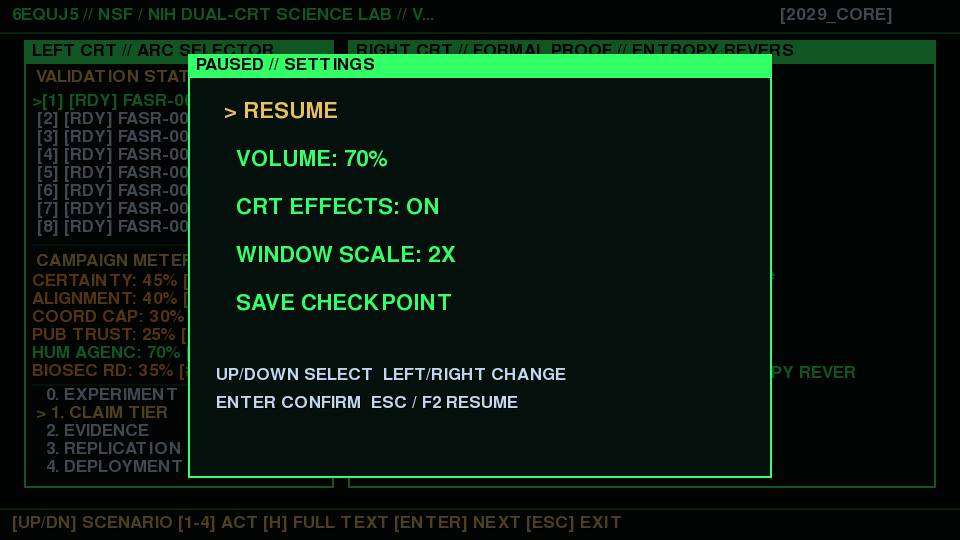 6EQUJ5 // NSF / NIH DUAL-CRT SCIENCE LAB // V...
[2029_CORE]
LEFT CRT // ARC SELECTOR
RIGHT CRT // FORMAL PROOF // ENTROPY REVERS
PAUSED // SETTINGS
VALIDATION STAT
>[1] [RDY] FASR-00
[2] [RDY] FASR-00
[3] [RDY] FASR-00
[4] [RDY] FASR-00
[5] [RDY] FASR-00
[6] [RDY] FASR-00
[7] [RDY] FASR-00
[8] [RDY] FASR-00
CAMPAIGN METER
CERTAINTY: 45% [
ALIGNMENT: 40% [
COORD CAP: 30%
PUB TRUST: 25% [
HUM AGENC: 70%
BIOSEC RD: 35% [
0. EXPERIMENT
> 1. CLAIM TIER
2. EVIDENCE
3. REPLICATION
4. DEPLOYMENT
> RESUME
VOLUME: 70%
CRT EFFECTS: ON
WINDOW SCALE: 2X
SAVE CHECKPOINT
UP/DOWN SELECT LEFT/RIGHT CHANGE
ENTER CONFIRM ESC / F2 RESUME
PY REVER
[UP/DN] SCENARIO [1-4] ACT [H] FULL TEXT [ENTER] NEXT [ESC] EXIT